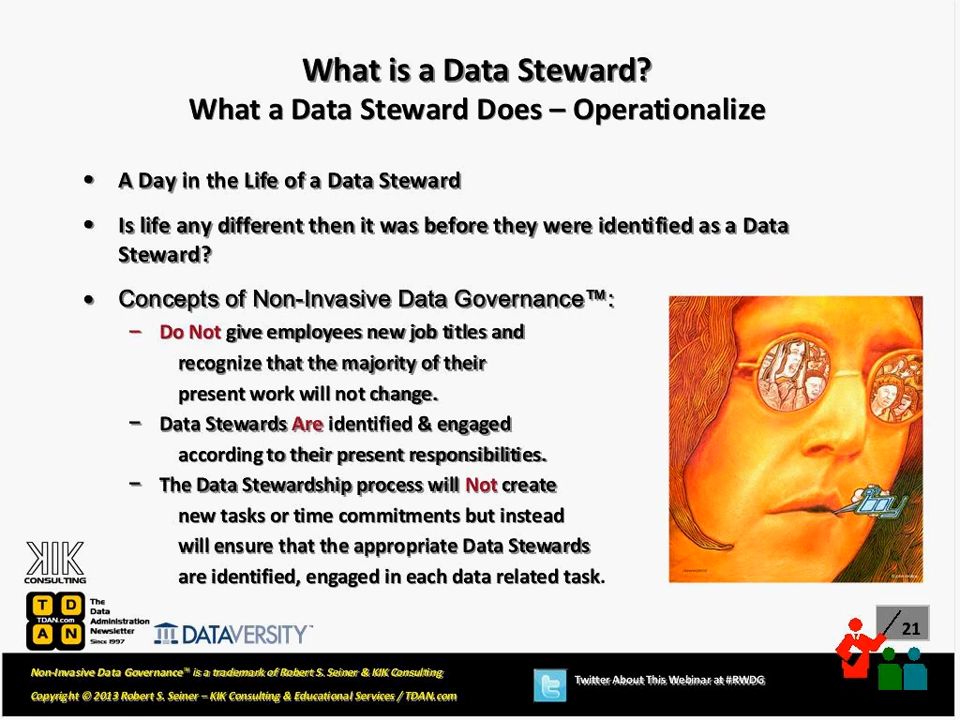 What is a Data Steward?
What a Data Steward Does – Operationalize
• A Day in the Life of a Data Steward
• Is life any different then it was before they were identified as a Data
Steward?
• Concepts of Non-Invasive Data Governance™:
– Do Not give employees new job titles and
recognize that the majority of their
present work will not change.
– Data Stewards Are identified & engaged
according to their present responsibilities.
– The Data Stewardship process will Not create
new tasks or time commitments but instead
will ensure that the appropriate Data Stewards
are identified, engaged in each data related task.
KIK
CONSULTING
T D
TDAN.com
A N
The
Data
Administration
Newsletter
Since 1997
DATAVERSITY™
21
Non-Invasive Data Governance™ is a trademark of Robert S. Seiner & KIK Consulting
Copyright © 2013 Robert S. Seiner – KIK Consulting & Educational Services / TDAN.com
Twitter About This Webinar at #RWDG